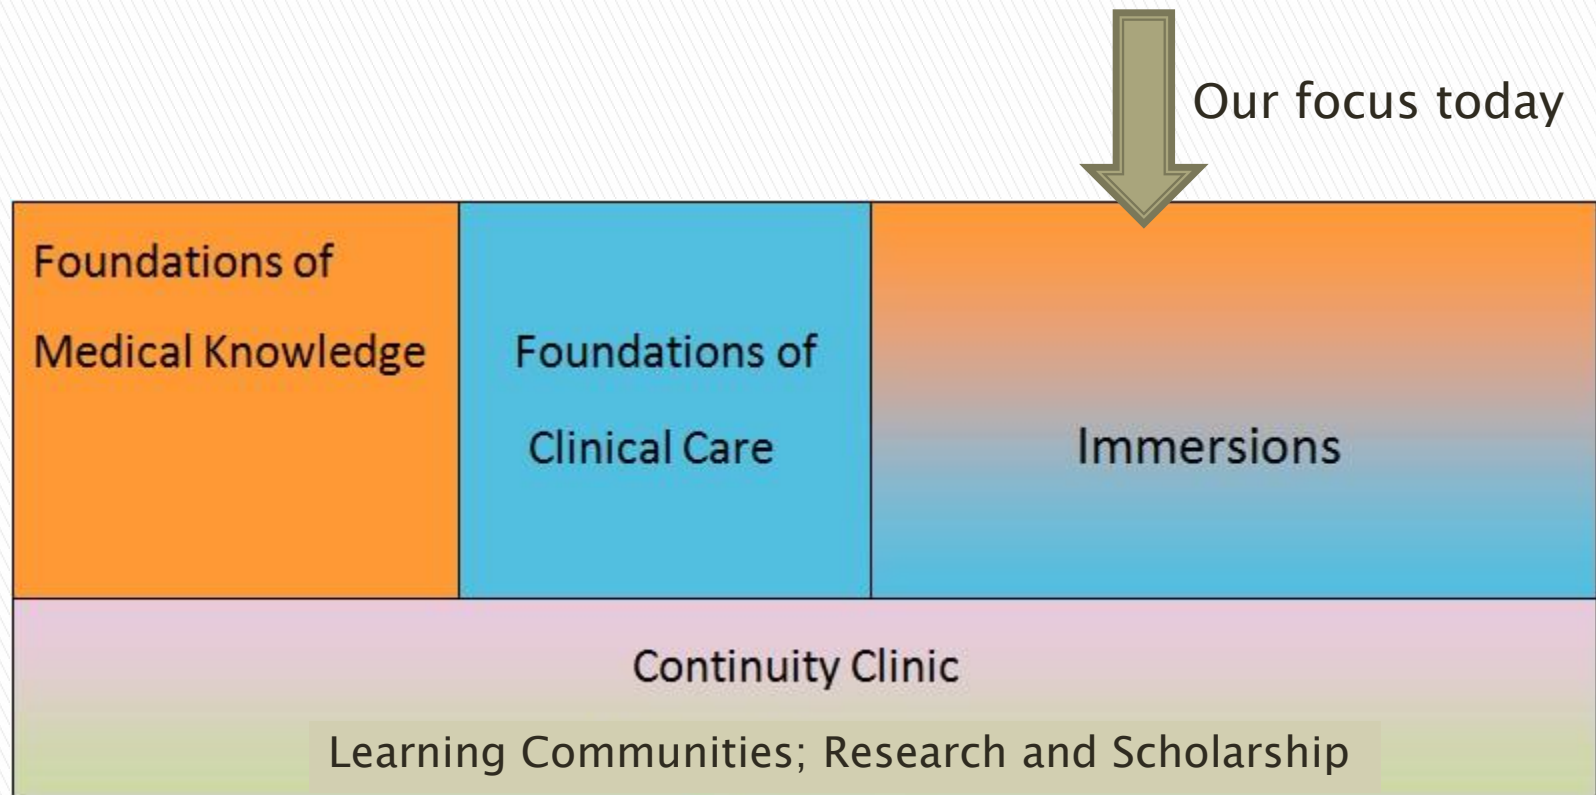 Our focus today
Foundations of
Medical Knowledge
Foundations of
Clinical Care
Immersions
Continuity Clinic
Learning Communities; Research and Scholarship